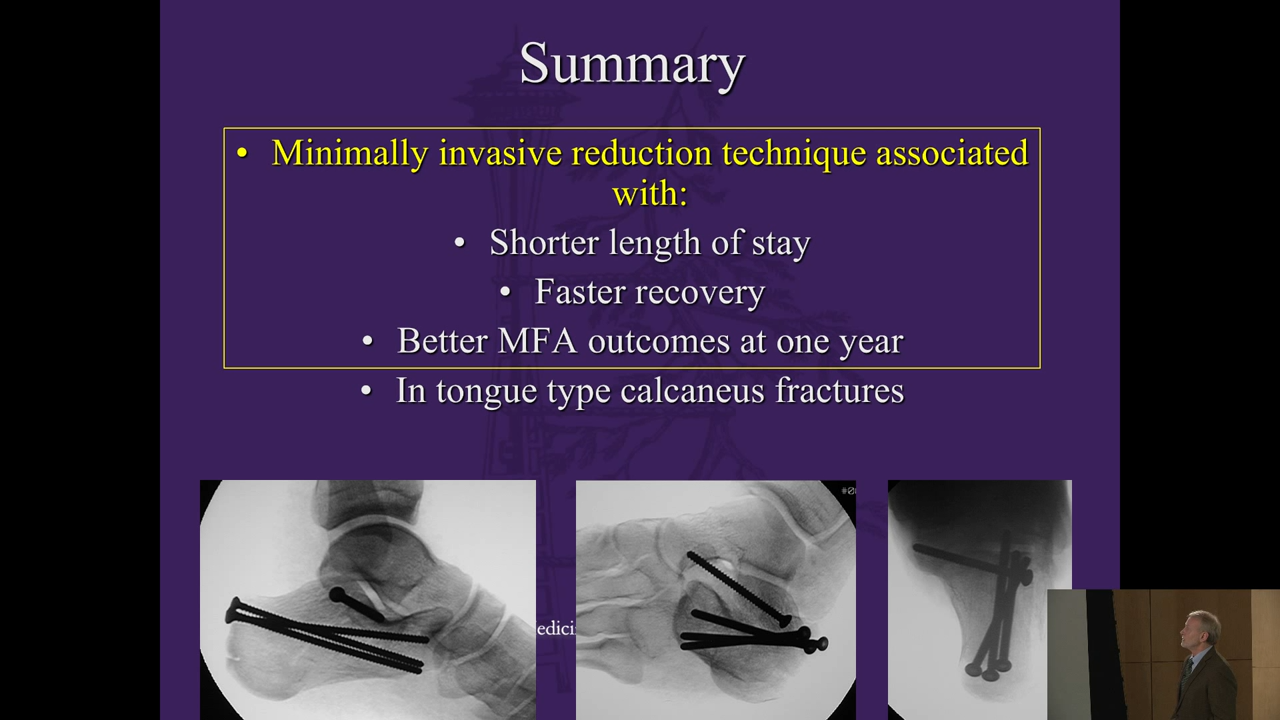 Summary
• Minimally invasive reduction technique associated
with:
• Shorter length of stay
• Faster recovery
• Better MFA outcomes at one year
• In tongue type calcaneus fractures